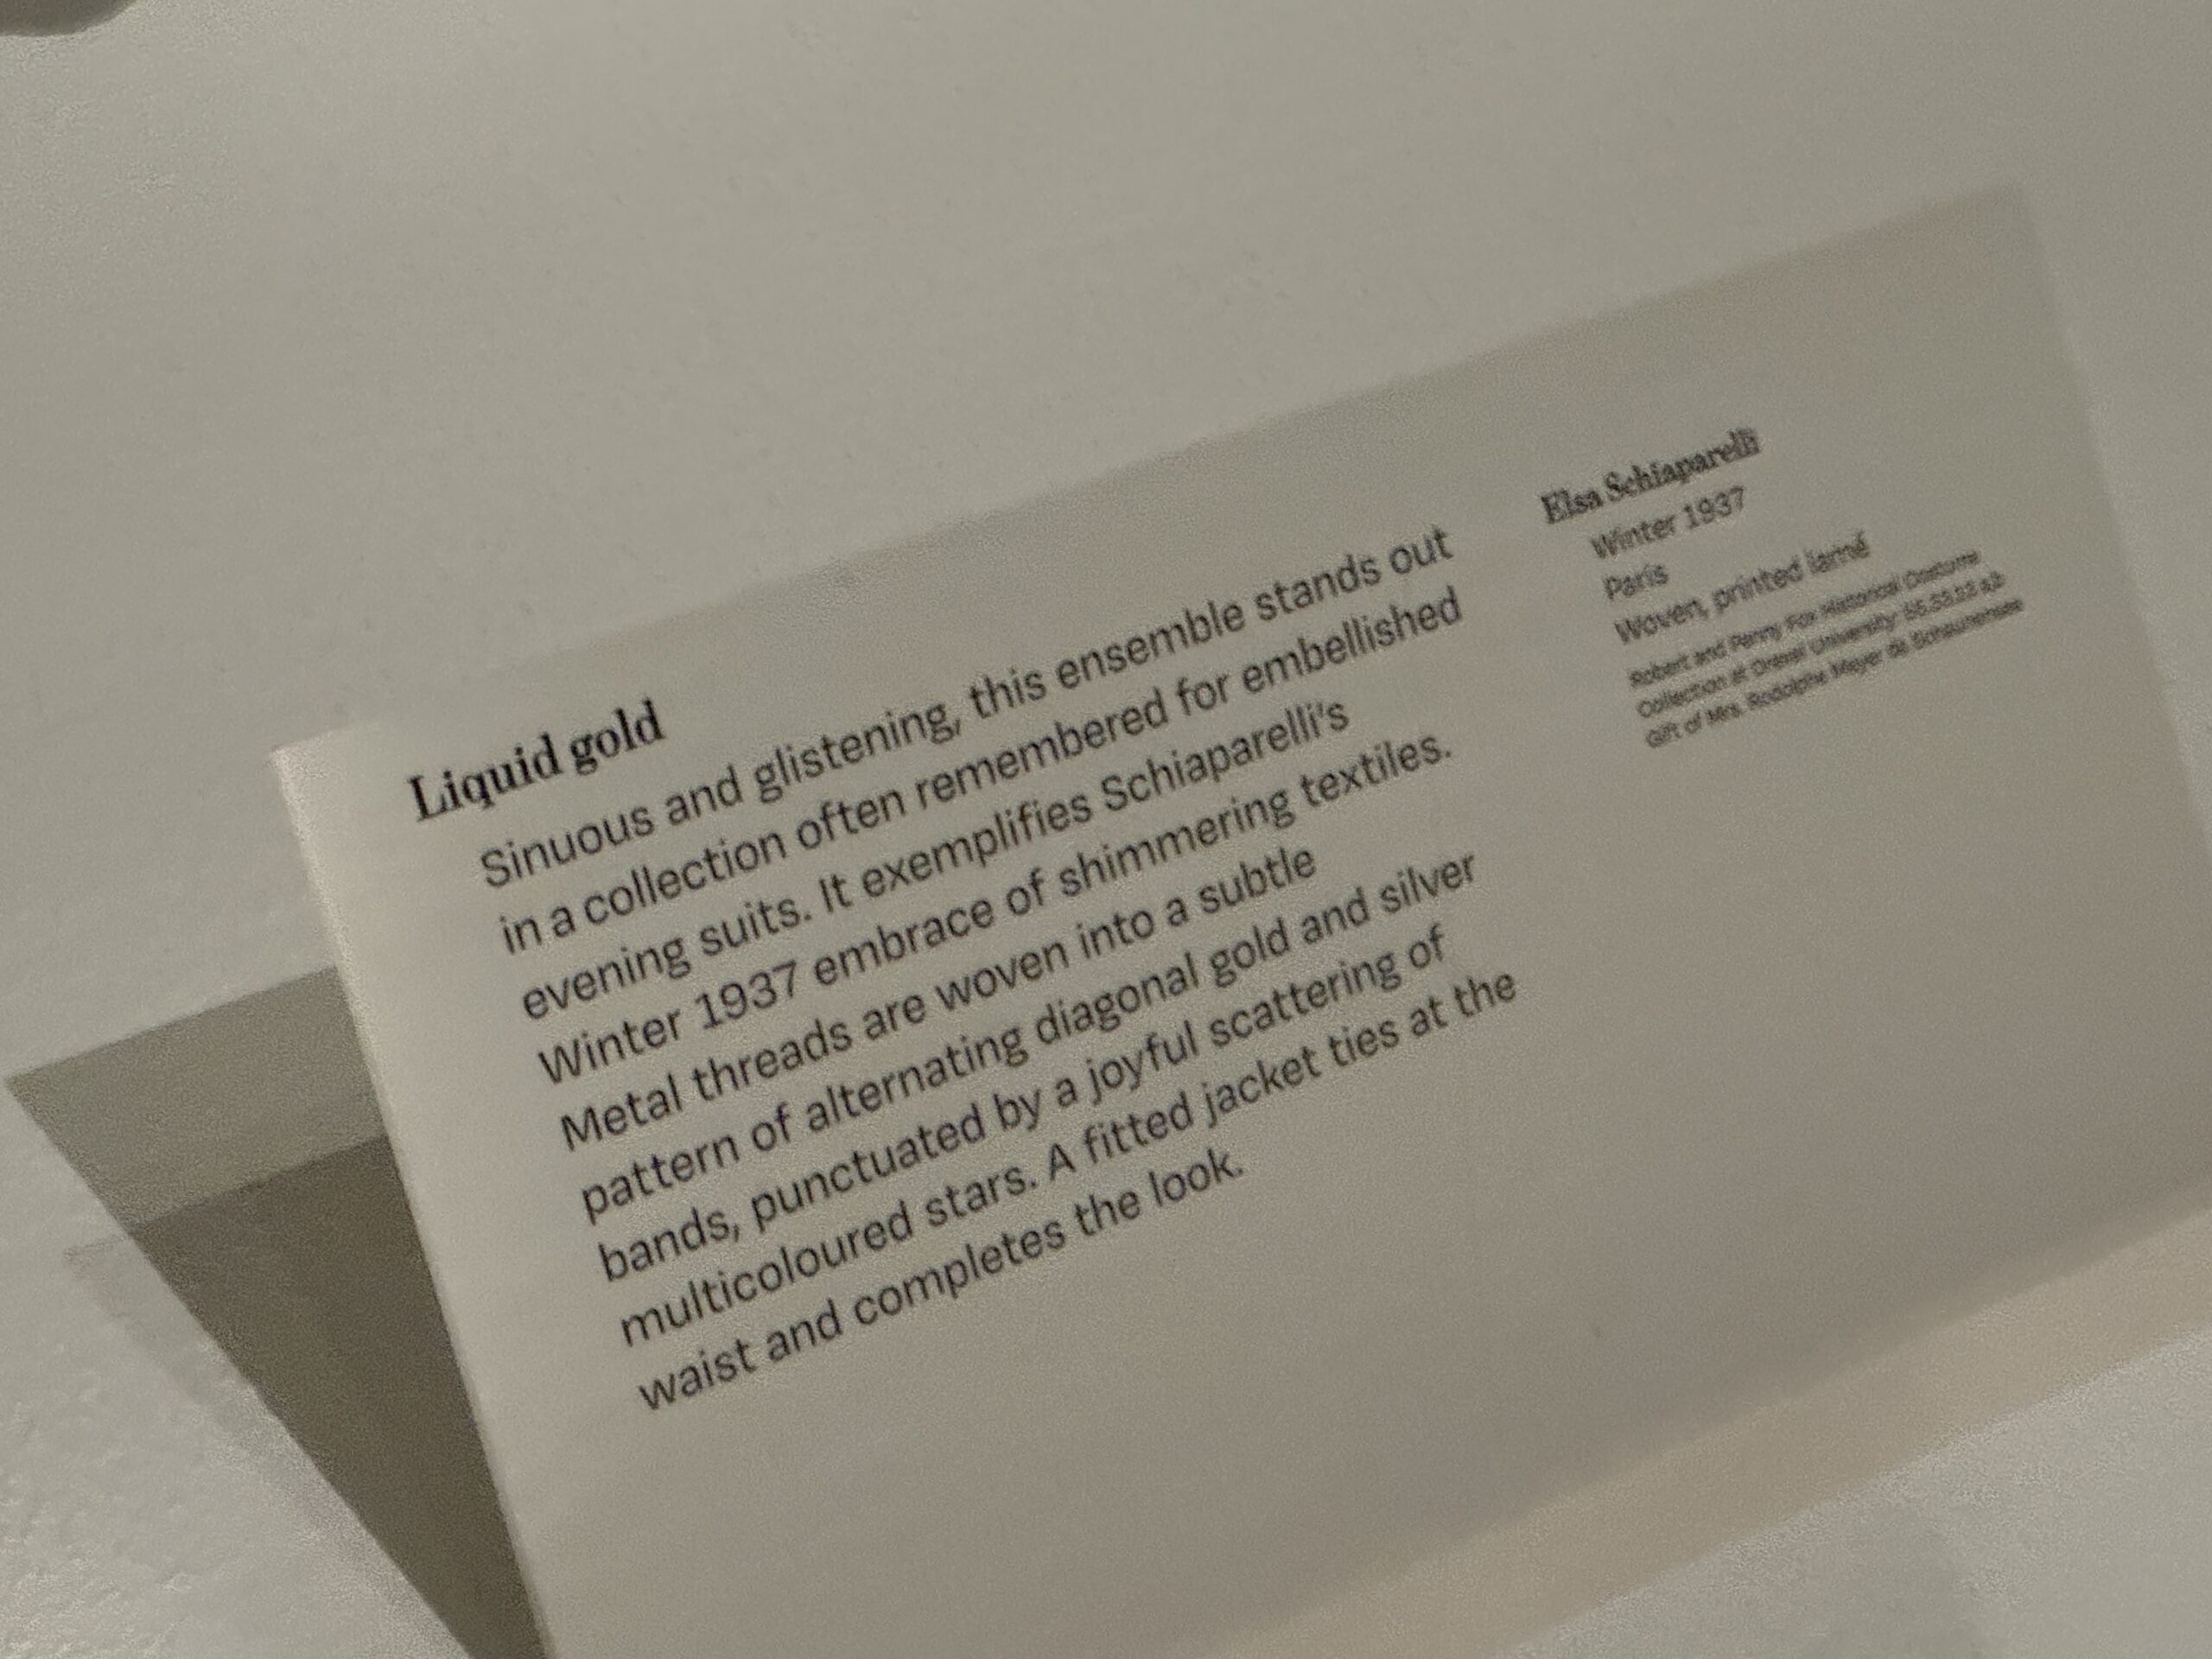 Liquid gold
Sinuous and glistening, this ensemble stands out
in a collection often remembered for embellished
evening suits. It exemplifies Schiaparelli's
Winter 1937 embrace of shimmering textiles.
Metal threads are woven into a subtle
pattern of alternating diagonal gold and silver
bands, punctuated by a joyful scattering of
multicoloured stars. A fitted jacket ties at the
waist and completes the look.
Elsa Schiaparelli
Winter 1937
Paris
Woven, printed lamé
Robert and Penny Fox Historical Costume
Collection at Drexel University:
Gift of Mrs. Rodolphe Meyer de Schauensee